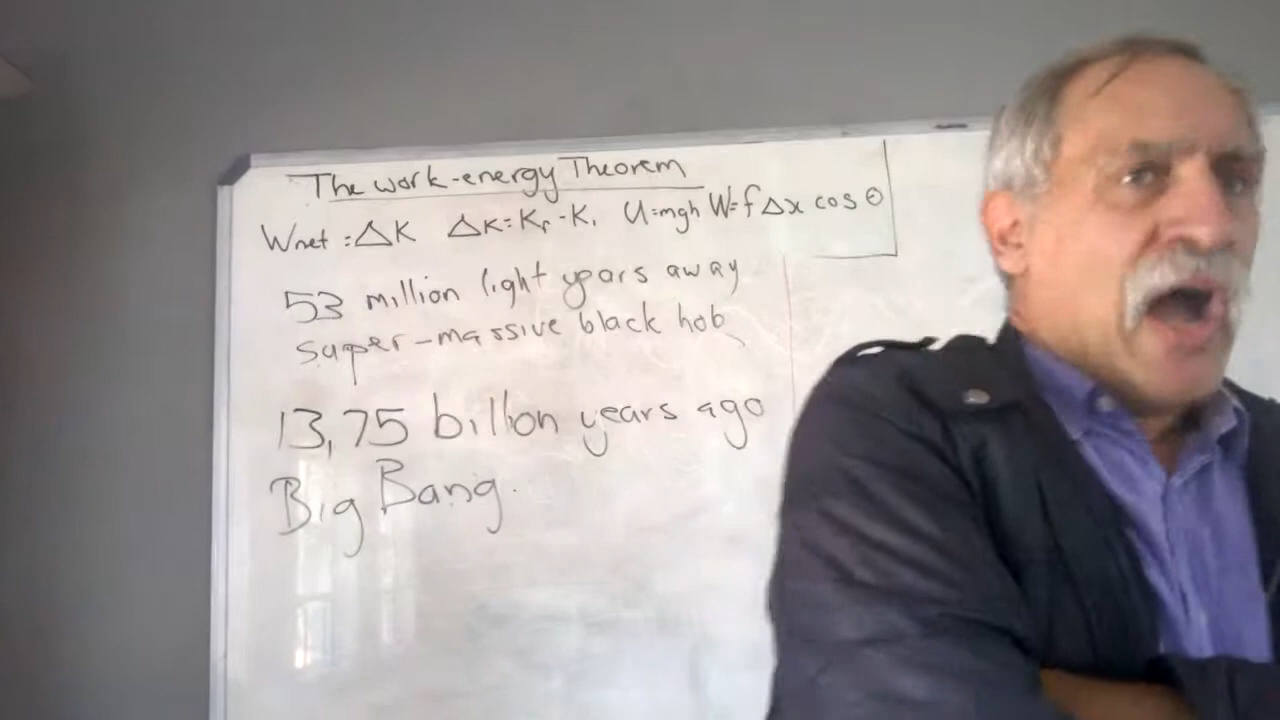 The work-energy Theorem
Wnet = ΔK ΔK = Kf - Ki U=mgh W=fΔx cos θ
53 million light years away
super-massive black hole
13,75 billion years ago
Big Bang.